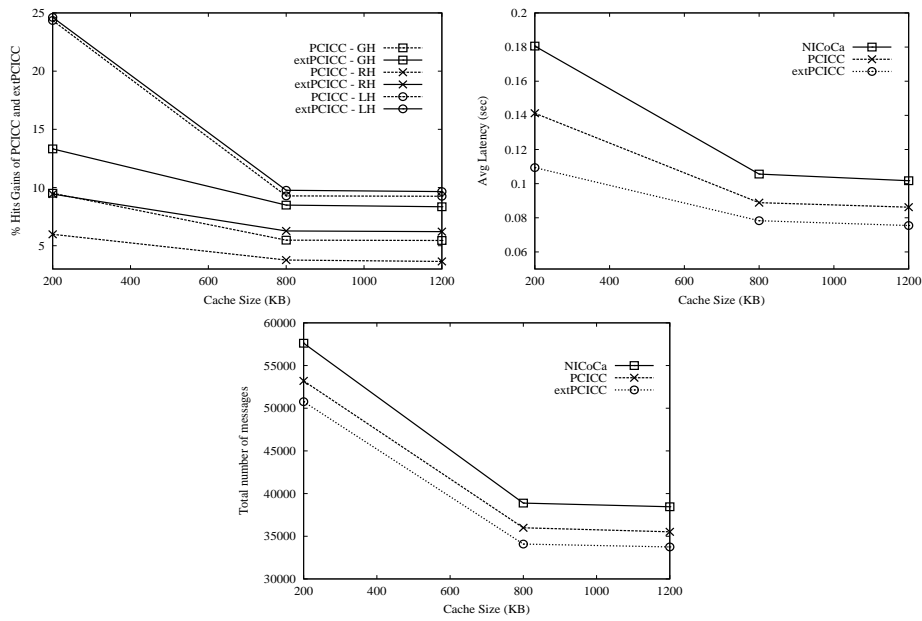 % Hits Gains of PCICC and extPCICC
25
20
15
10
5
200
400
600
800
1000
1200
Cache Size (KB)
PCICC - GH
extPCICC - GH
PCICC - RH
extPCICC - RH
PCICC - LH
extPCICC - LH
Avg Latency (sec)
0.2
0.18
0.16
0.14
0.12
0.1
0.08
0.06
200
400
600
800
1000
1200
Cache Size (KB)
NICoCa
PCICC
extPCICC
Total number of messages
60000
55000
50000
45000
40000
35000
30000
200
400
600
800
1000
1200
Cache Size (KB)
NICoCa
PCICC
extPCICC